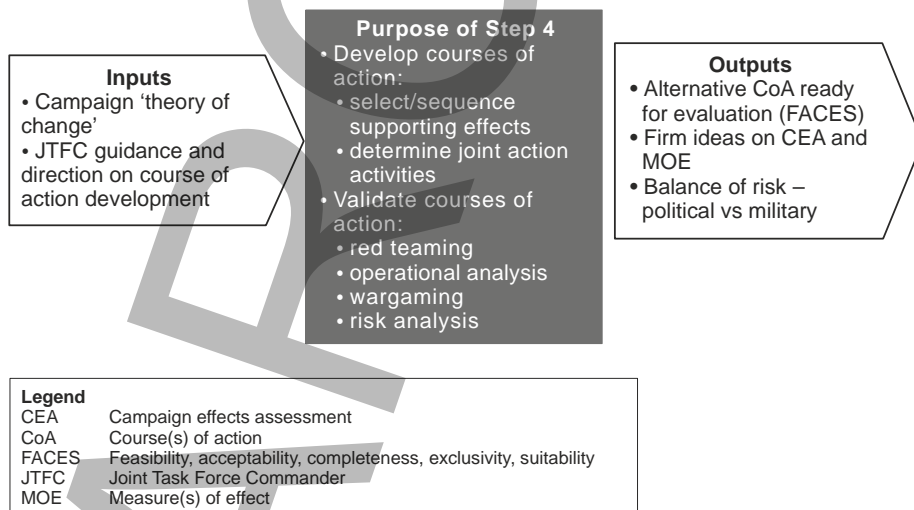 Inputs
• Campaign ‘theory of
change’
• JTFC guidance and
direction on course of
action development
Purpose of Step 4
• Develop courses of
action:
• select/sequence
supporting effects
• determine joint action
activities
• Validate courses of
action:
• red teaming
• operational analysis
• wargaming
• risk analysis
Outputs
• Alternative CoA ready
for evaluation (FACES)
• Firm ideas on CEA and
MOE
• Balance of risk –
political vs military
Legend
CEA Campaign effects assessment
CoA Course(s) of action
FACES Feasibility, acceptability, completeness, exclusivity, suitability
JTFC Joint Task Force Commander
MOE Measure(s) of effect